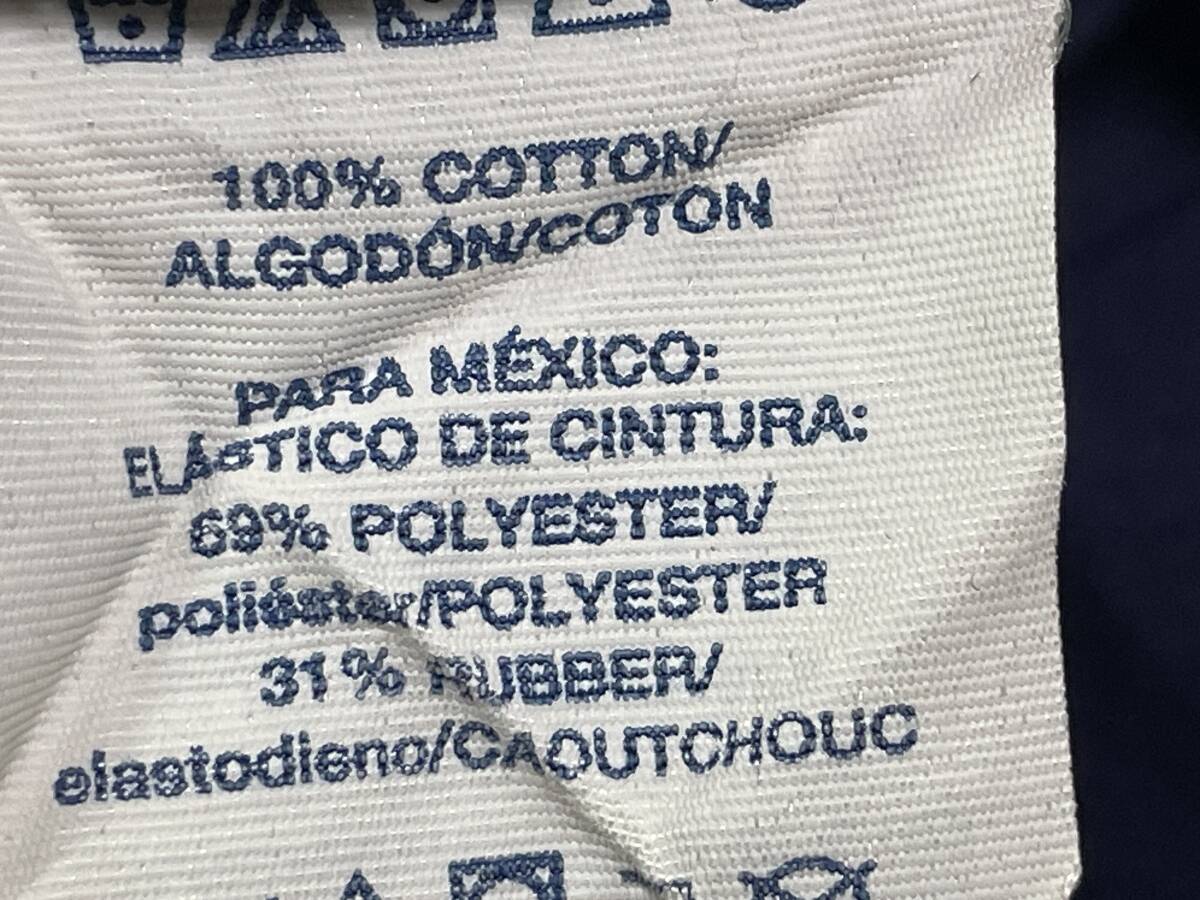 100% COTTON/
ALGODÓN/COTON
PARA MÉXICO:
ELÁSTICO DE CINTURA:
69% POLYESTER/
poliéster/POLYESTER
31% RUBBER/
elastodieno/CAOUTCHOUC